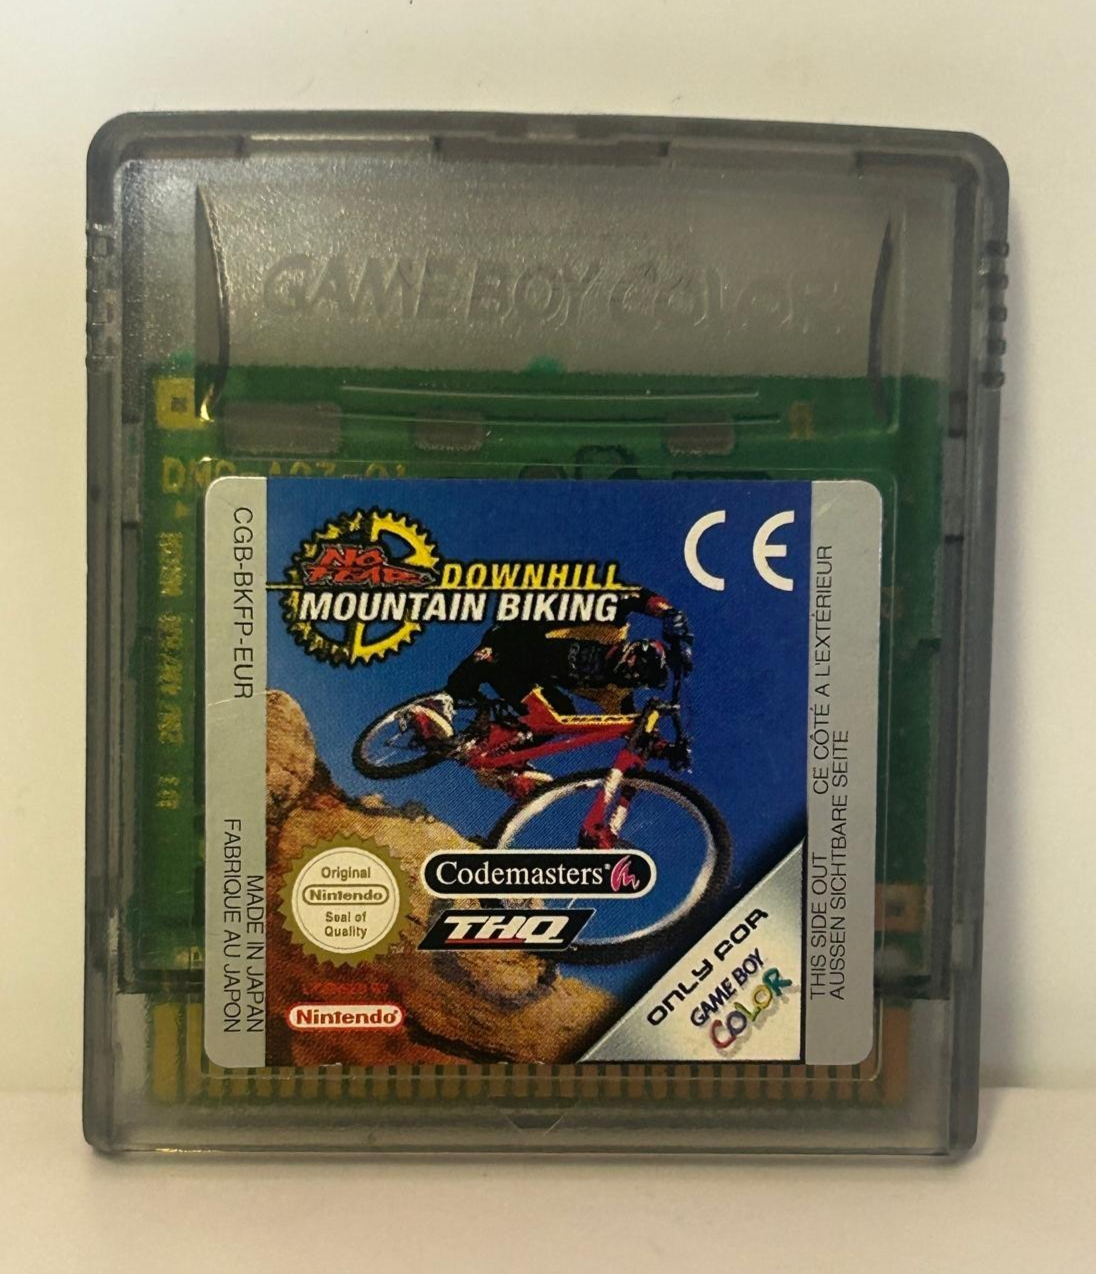 GAME BOY COLOR
CGB-BKFP-EUR
NO FEAR
DOWNHILL
MOUNTAIN BIKING
CE
Original
Nintendo
Seal of
Quality
Codemasters
THQ
LICENSED BY
Nintendo®
ONLY FOR
GAME BOY
COLOR
MADE IN JAPAN
FABRIQUE AU JAPON
THIS SIDE OUT CE CÔTÉ A L'EXTÉRIEUR
AUSSEN SICHTBARE SEITE